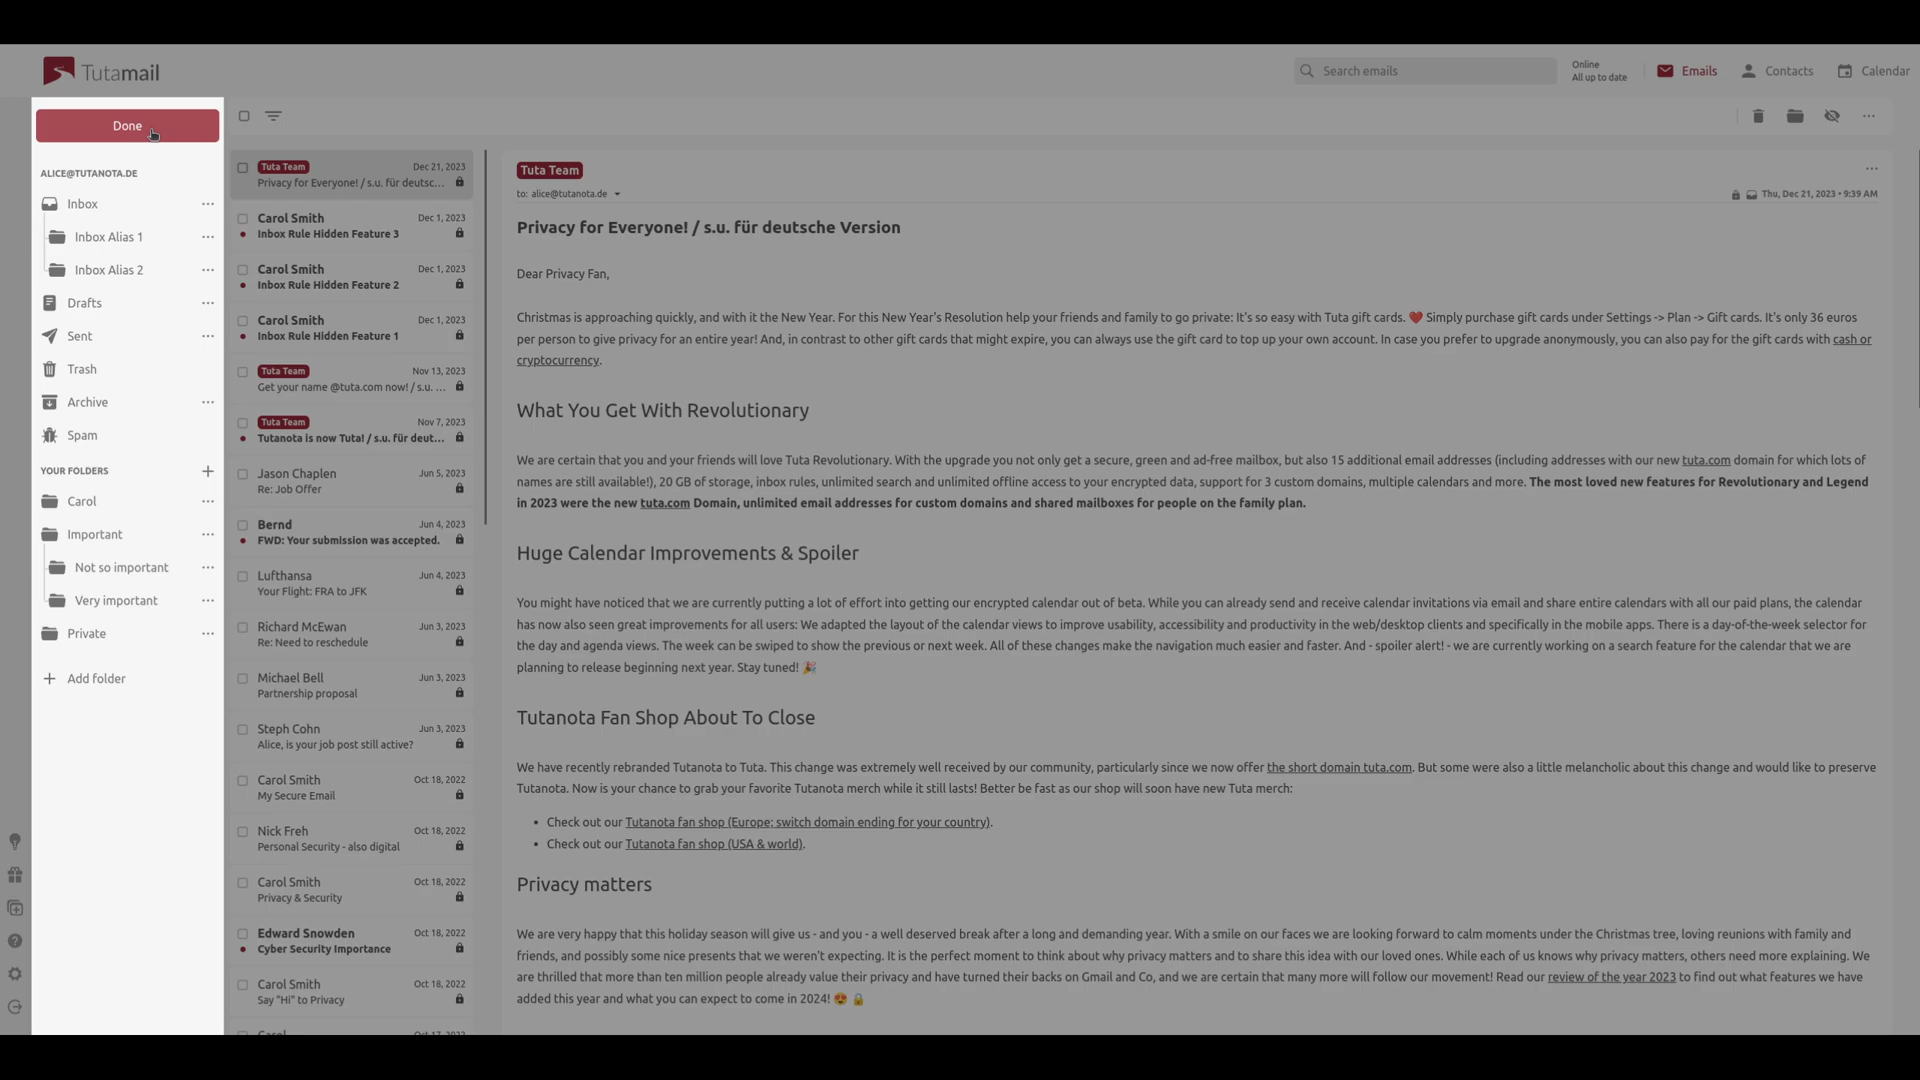 Tutamail
Search emails
Online
All up to date
Emails
Contacts
Calendar
Done
ALICE@TUTANOTA.DE
Inbox
Inbox Alias 1
Inbox Alias 2
Drafts
Sent
Trash
Archive
Spam
YOUR FOLDERS
Carol
Important
Not so important
Very important
Private
Add folder
Tuta Team Dec 21, 2023
Privacy for Everyone! / s.u. für deutsc...
Carol Smith Dec 1, 2023
Inbox Rule Hidden Feature 3
Carol Smith Dec 1, 2023
Inbox Rule Hidden Feature 2
Carol Smith Dec 1, 2023
Inbox Rule Hidden Feature 1
Tuta Team Nov 13, 2023
Get your name @tuta.com now! / s.u. ...
Tuta Team Nov 7, 2023
Tutanota is now Tuta! / s.u. für deut...
Jason Chaplen Jun 5, 2023
Re: Job Offer
Bernd Jun 4, 2023
FWD: Your submission was accepted.
Lufthansa Jun 4, 2023
Your Flight: FRA to JFK
Richard McEwan Jun 3, 2023
Re: Need to reschedule
Michael Bell Jun 3, 2023
Partnership proposal
Steph Cohn Jun 3, 2023
Alice, is your job post still active?
Carol Smith Oct 18, 2022
My Secure Email
Nick Freh Oct 18, 2022
Personal Security - also digital
Carol Smith Oct 18, 2022
Privacy & Security
Edward Snowden Oct 18, 2022
Cyber Security Importance
Carol Smith Oct 18, 2022
Say "Hi" to Privacy
Tuta Team
to: alice@tutanota.de
Thu, Dec 21, 2023 • 9:39 AM
Privacy for Everyone! / s.u. für deutsche Version
Dear Privacy Fan,
Christmas is approaching quickly, and with it the New Year. For this New Year's Resolution help your friends and family to go private: It's so easy with Tuta gift cards. ❤️ Simply purchase gift cards under Settings -> Plan -> Gift cards. It's only 36 euros
per person to give privacy for an entire year! And, in contrast to other gift cards that might expire, you can always use the gift card to top up your own account. In case you prefer to upgrade anonymously, you can also pay for the gift cards with cash or
cryptocurrency.
What You Get With Revolutionary
We are certain that you and your friends will love Tuta Revolutionary. With the upgrade you not only get a secure, green and ad-free mailbox, but also 15 additional email addresses (including addresses with our new tuta.com domain for which lots of
names are still available!), 20 GB of storage, inbox rules, unlimited search and unlimited offline access to your encrypted data, support for 3 custom domains, multiple calendars and more. The most loved new features for Revolutionary and Legend
in 2023 were the new tuta.com Domain, unlimited email addresses for custom domains and shared mailboxes for people on the family plan.
Huge Calendar Improvements & Spoiler
You might have noticed that we are currently putting a lot of effort into getting our encrypted calendar out of beta. While you can already send and receive calendar invitations via email and share entire calendars with all our paid plans, the calendar
has now also seen great improvements for all users: We adapted the layout of the calendar views to improve usability, accessibility and productivity in the web/desktop clients and specifically in the mobile apps. There is a day-of-the-week selector for
the day and agenda views. The week can be swiped to show the previous or next week. All of these changes make the navigation much easier and faster. And - spoiler alert! - we are currently working on a search feature for the calendar that we are
planning to release beginning next year. Stay tuned! 🎉
Tutanota Fan Shop About To Close
We have recently rebranded Tutanota to Tuta. This change was extremely well received by our community, particularly since we now offer the short domain tuta.com. But some were also a little melancholic about this change and would like to preserve
Tutanota. Now is your chance to grab your favorite Tutanota merch while it still lasts! Better be fast as our shop will soon have new Tuta merch:
• Check out our Tutanota fan shop (Europe; switch domain ending for your country).
• Check out our Tutanota fan shop (USA & world).
Privacy matters
We are very happy that this holiday season will give us - and you - a well deserved break after a long and demanding year. With a smile on our faces we are looking forward to calm moments under the Christmas tree, loving reunions with family and
friends, and possibly some nice presents that we weren't expecting. It is the perfect moment to think about why privacy matters and to share this idea with our loved ones. While each of us knows why privacy matters, others need more explaining. We
are thrilled that more than ten million people already value their privacy and have turned their backs on Gmail and Co, and we are certain that many more will follow our movement! Read our review of the year 2023 to find out what features we have
added this year and what you can expect to come in 2024! 😍 🔒